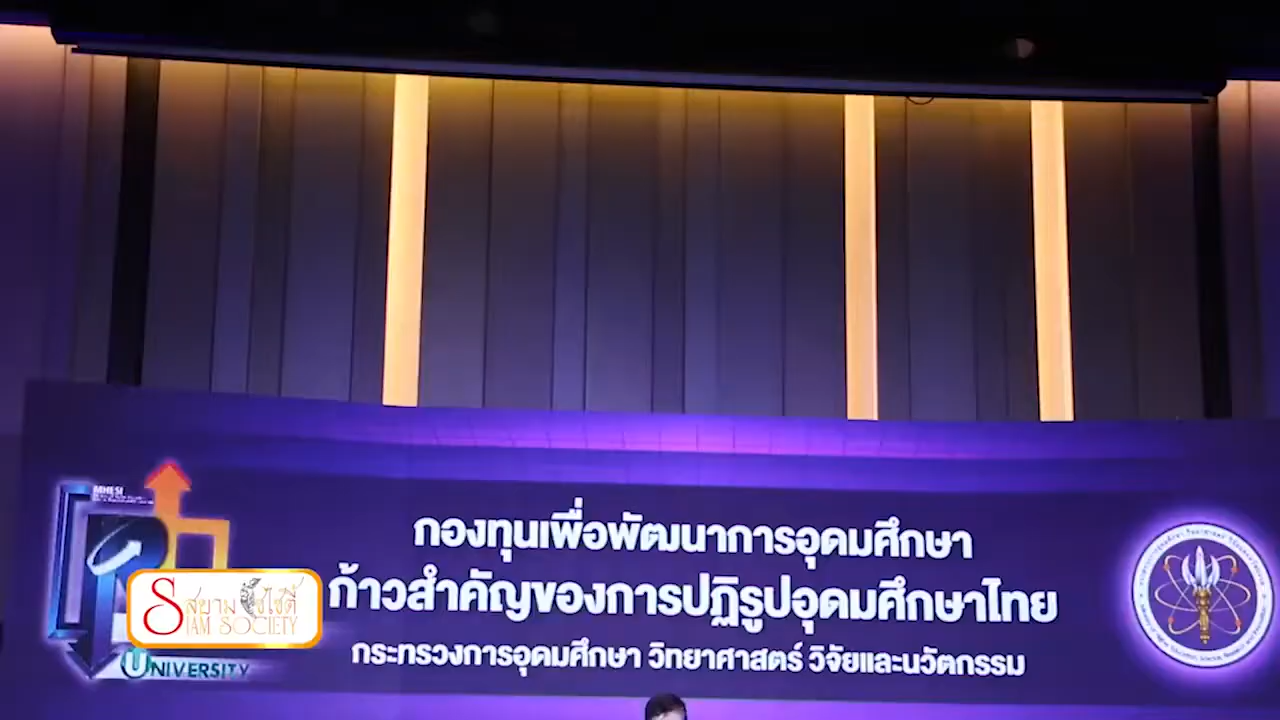 กองทุนเพื่อพัฒนาการอุดมศึกษา
ก้าวสำคัญของการปฏิรูปอุดมศึกษาไทย
กระทรวงการอุดมศึกษา วิทยาศาสตร์ วิจัยและนวัตกรรม
MHESI
UNIVERSITY
สยาม โซไซตี้
SIAM SOCIETY